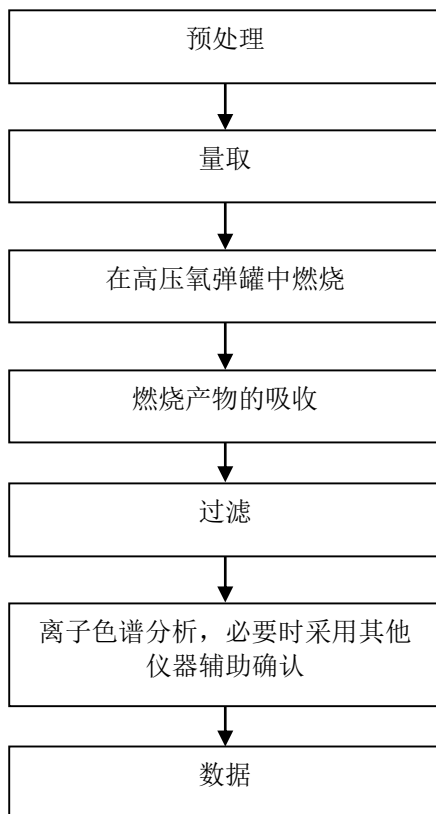 预处理
量取
在高压氧弹罐中燃烧
燃烧产物的吸收
过滤
离子色谱分析，必要时采用其他
仪器辅助确认
数据